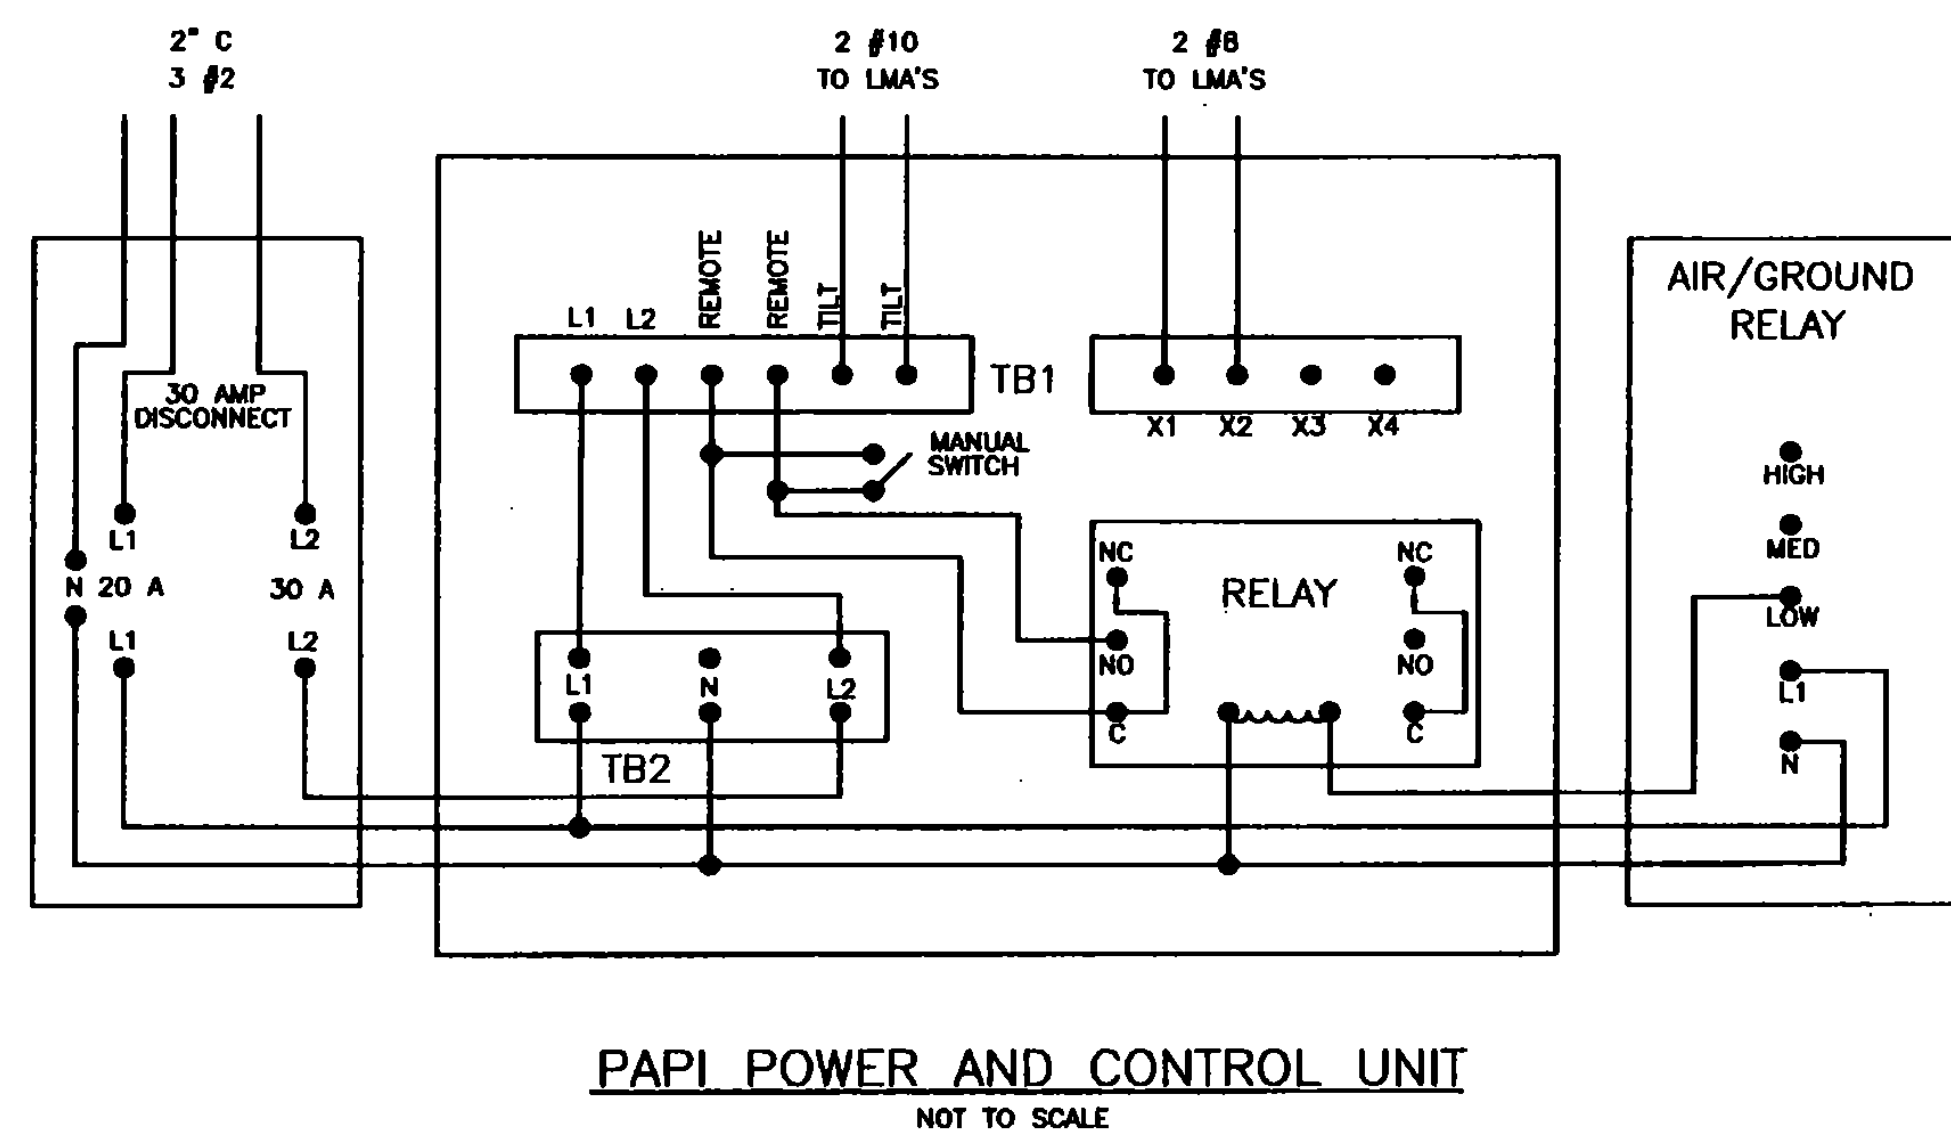 2" C
3 #2
2 #10
TO LMA'S
2 #8
TO LMA'S
L1
L2
REMOTE
REMOTE
TILT
TILT
TB1
X1
X2
X3
X4
AIR/GROUND
RELAY
30 AMP
DISCONNECT
MANUAL
SWITCH
HIGH
MED
LOW
L1
N
L1
L2
N 20 A
30 A
L1
L2
NC
NC
RELAY
NO
NO
C
C
L1
N
L2
TB2
PAPI POWER AND CONTROL UNIT
NOT TO SCALE